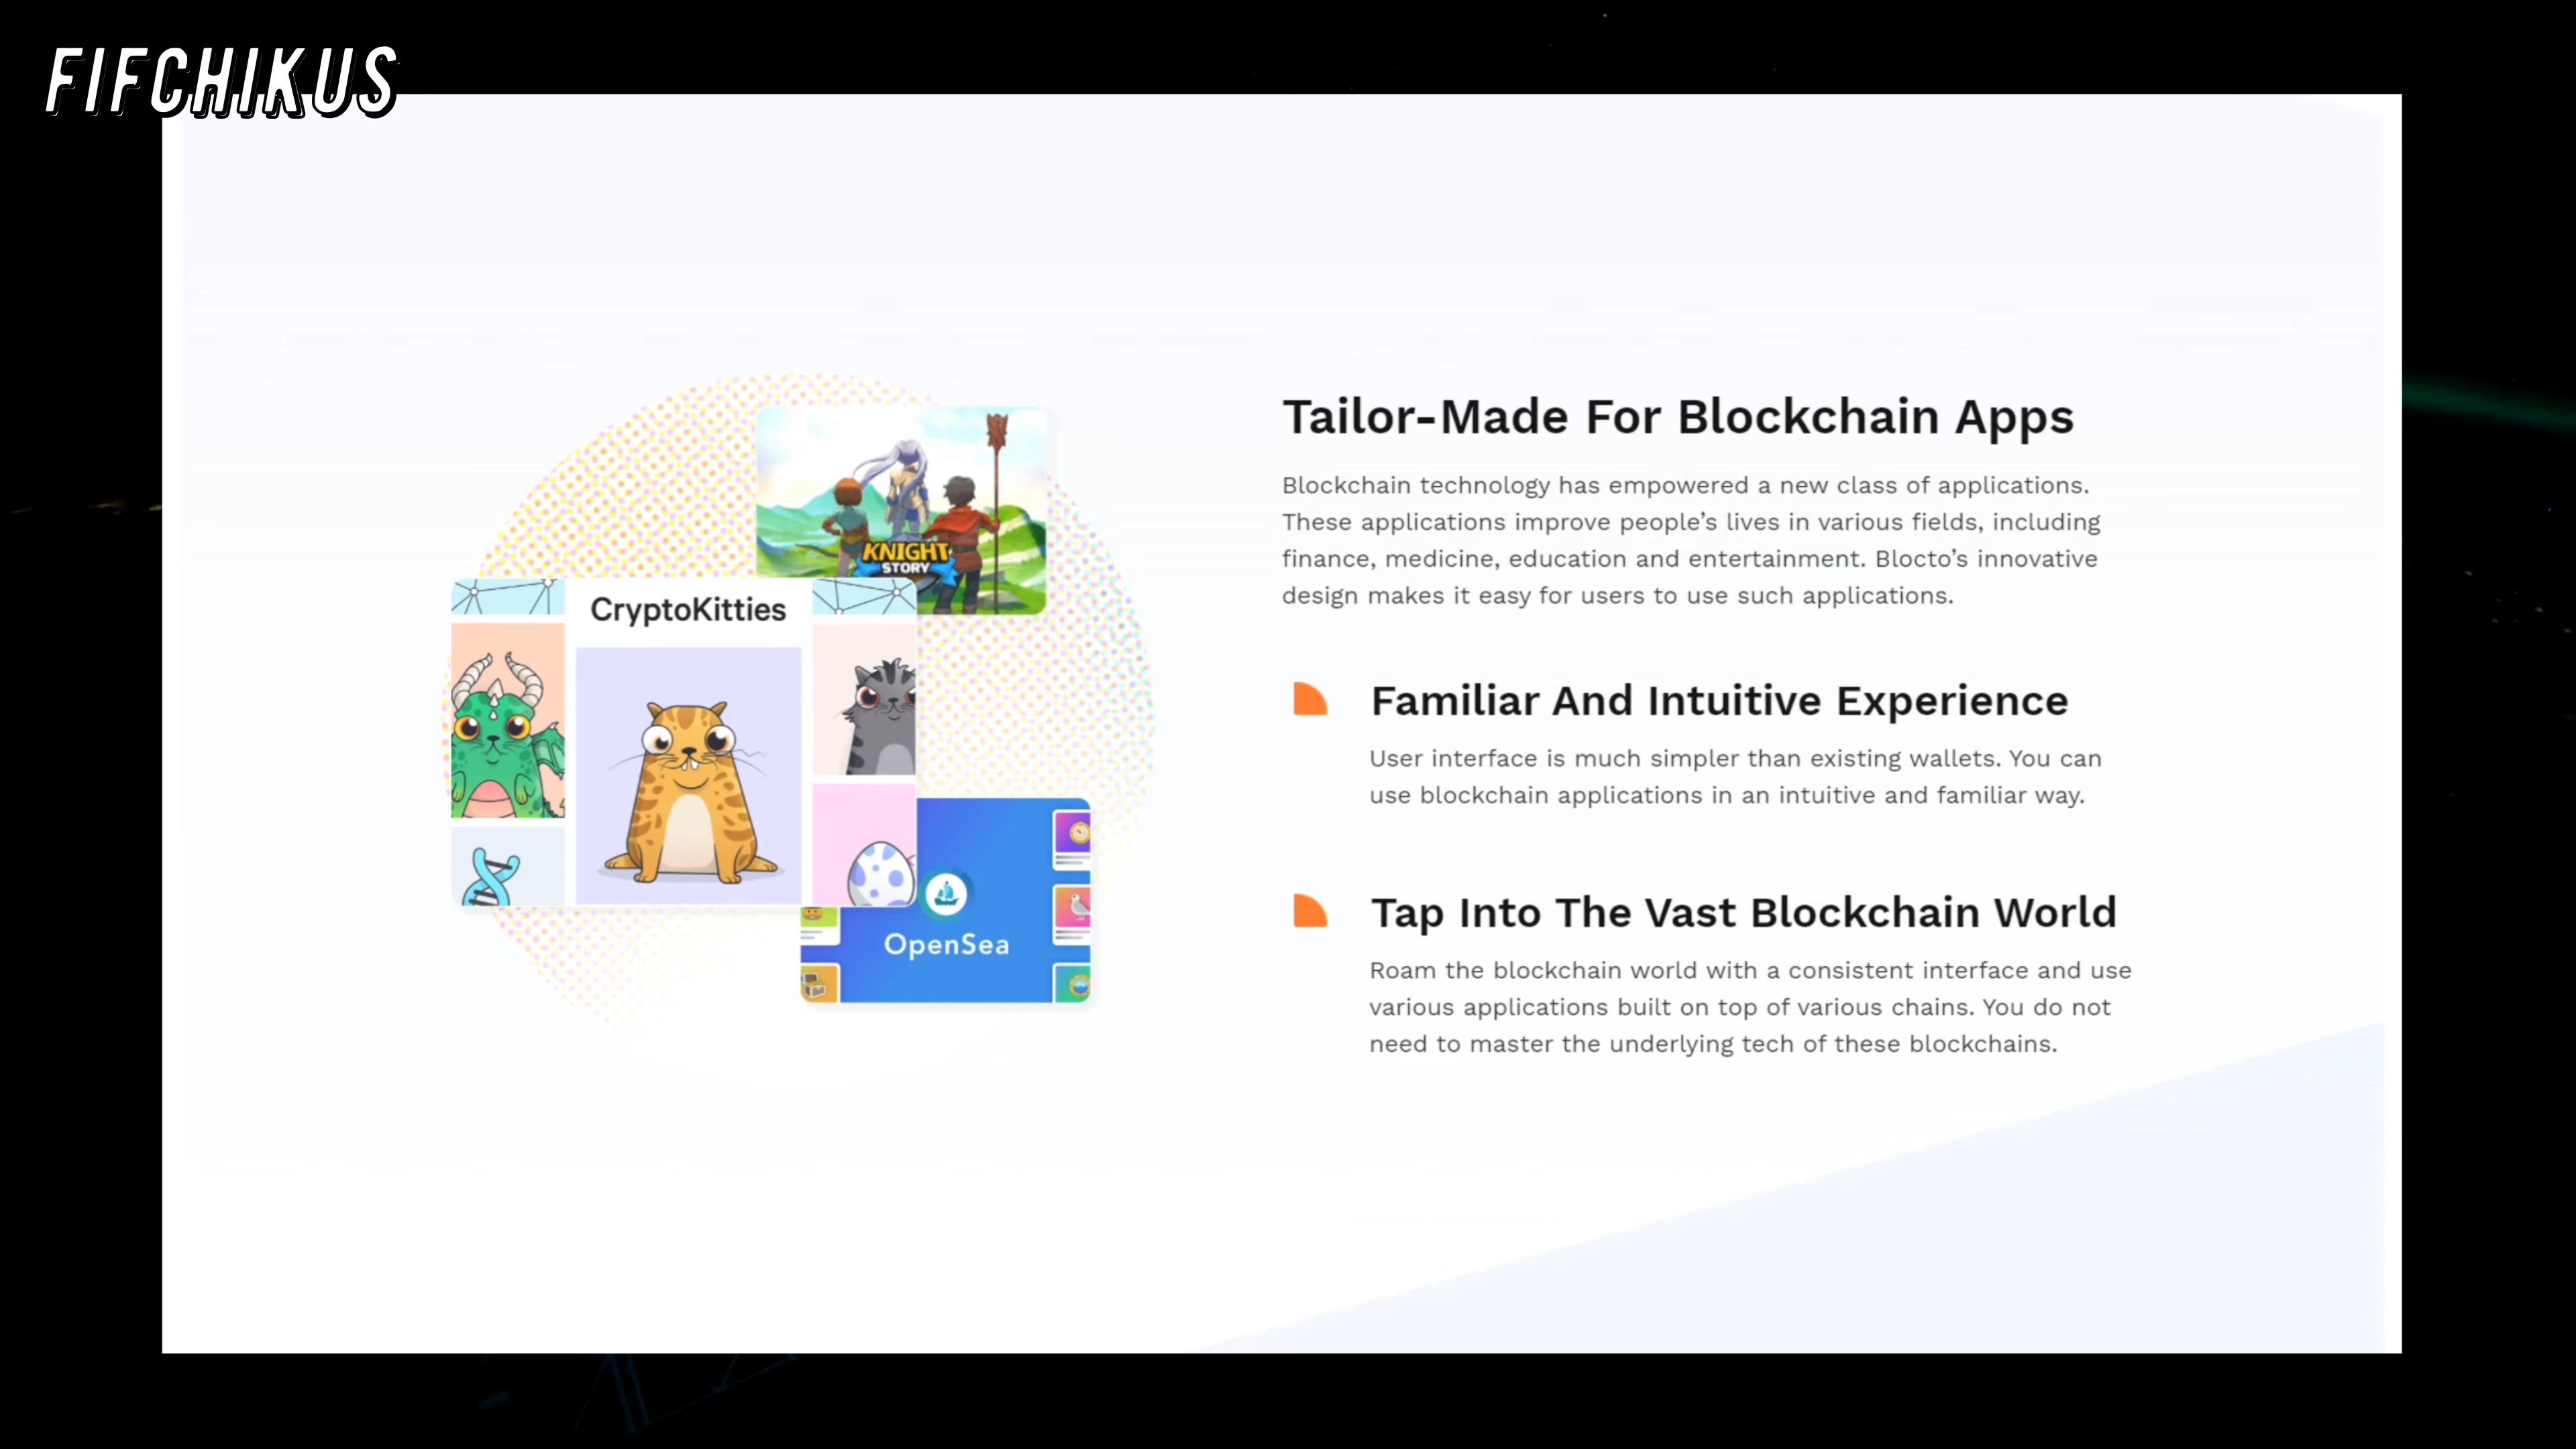 FIFCHIKUS
KNIGHT
STORY
CryptoKitties
OpenSea
Tailor-Made For Blockchain Apps
Blockchain technology has empowered a new class of applications.
These applications improve people’s lives in various fields, including
finance, medicine, education and entertainment. Blocto’s innovative
design makes it easy for users to use such applications.
Familiar And Intuitive Experience
User interface is much simpler than existing wallets. You can
use blockchain applications in an intuitive and familiar way.
Tap Into The Vast Blockchain World
Roam the blockchain world with a consistent interface and use
various applications built on top of various chains. You do not
need to master the underlying tech of these blockchains.